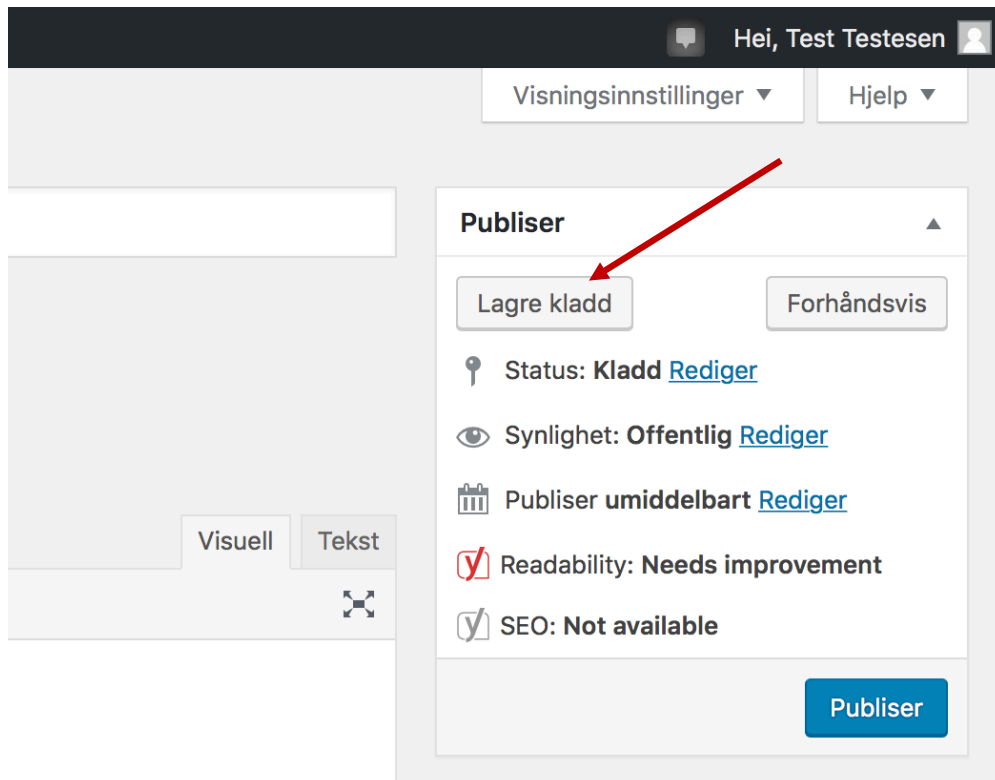 Hei, Test Testesen
Visningsinnstillinger
Hjelp
Publiser
Lagre kladd
Forhåndsvis
Status: Kladd Rediger
Synlighet: Offentlig Rediger
Publiser umiddelbart Rediger
Visuell
Tekst
Readability: Needs improvement
SEO: Not available
Publiser